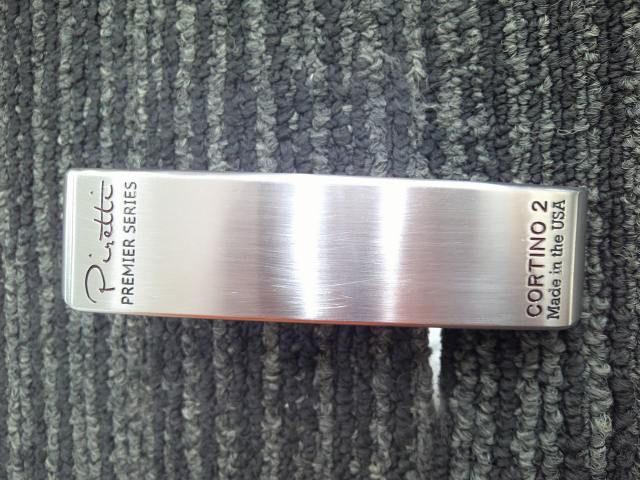 Piretti
PREMIER SERIES
CORTINO 2
Made in the USA